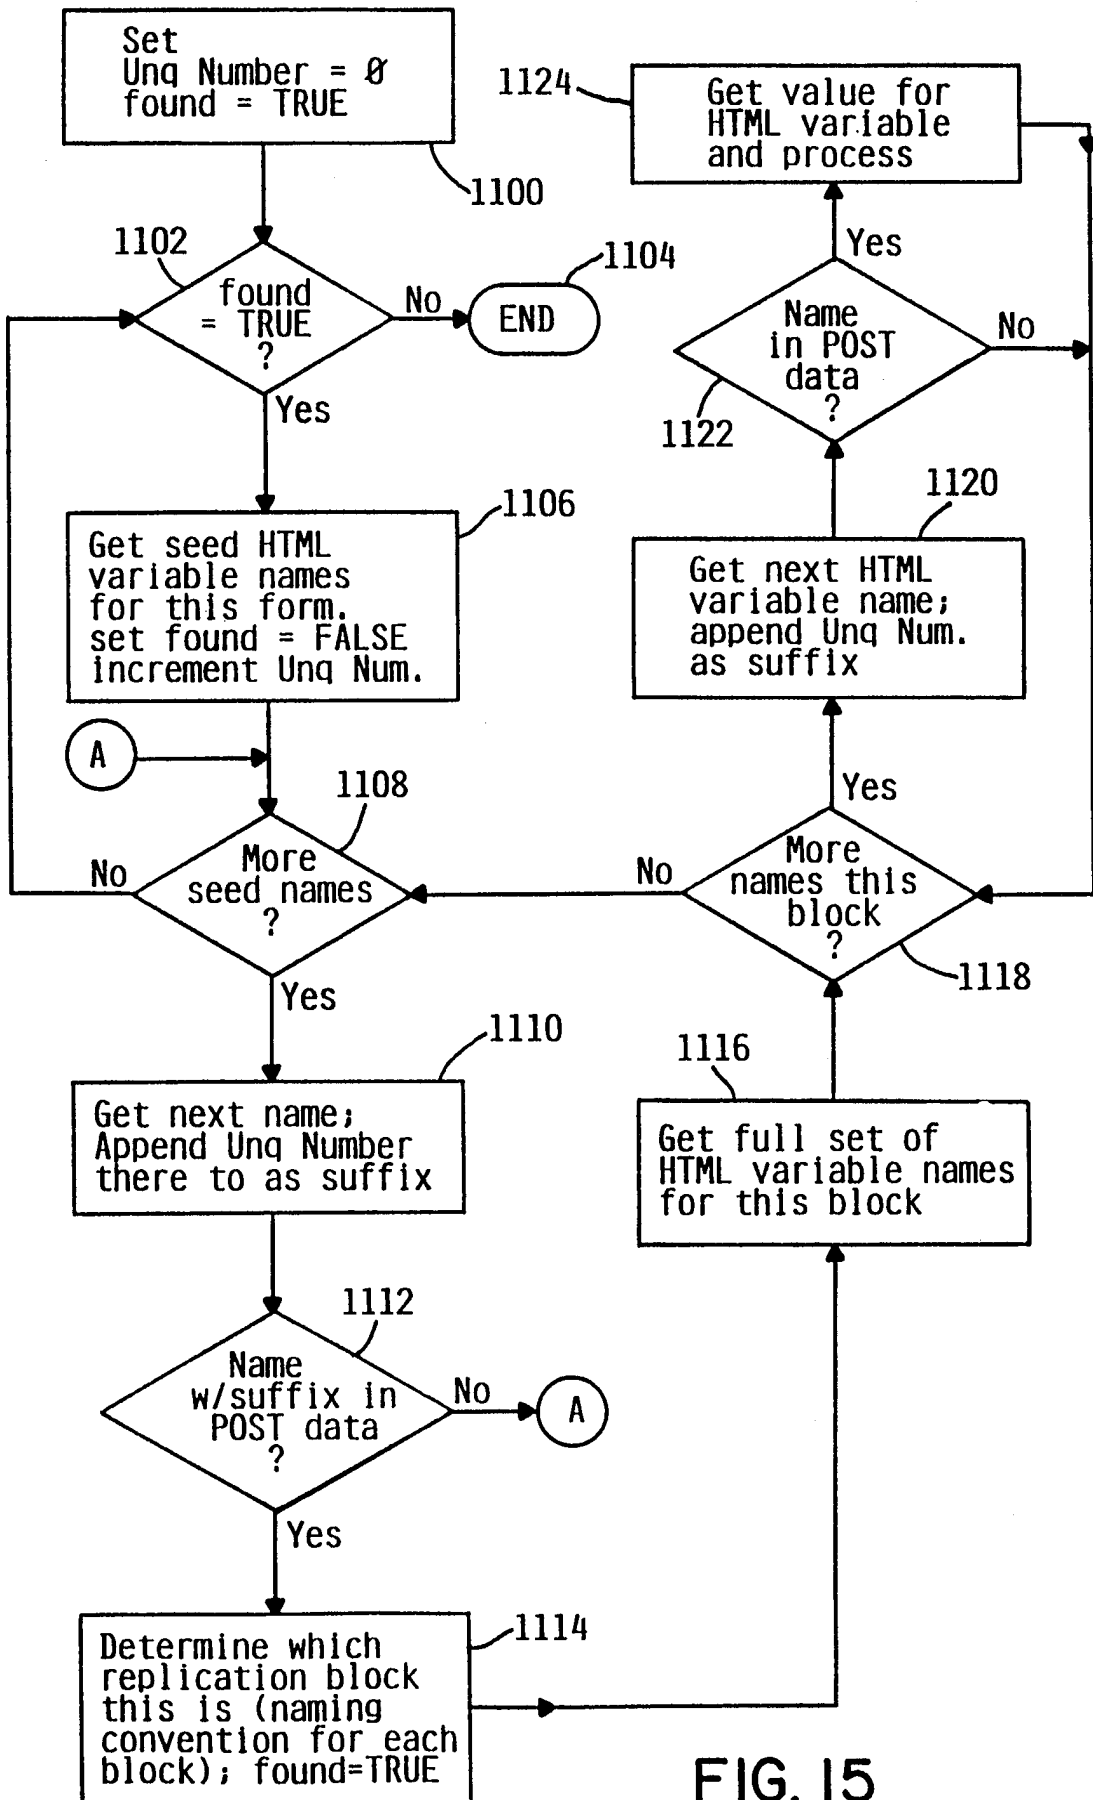 Set
Unq Number = 0
found = TRUE
1100
1102
found
= TRUE
?
No
1104
END
Yes
1106
Get seed HTML
variable names
for this form.
set found = FALSE
increment Unq Num.
A
1108
More
seed names
?
No
Yes
1110
Get next name;
Append Unq Number
there to as suffix
1112
Name
w/suffix in
POST data
?
No
A
Yes
1114
Determine which
replication block
this is (naming
convention for each
block); found=TRUE
1116
Get full set of
HTML variable names
for this block
1118
More
names this
block
?
No
Yes
1120
Get next HTML
variable name;
append Unq Num.
as suffix
1122
Name
in POST
data
?
No
Yes
1124
Get value for
HTML variable
and process
FIG. 15